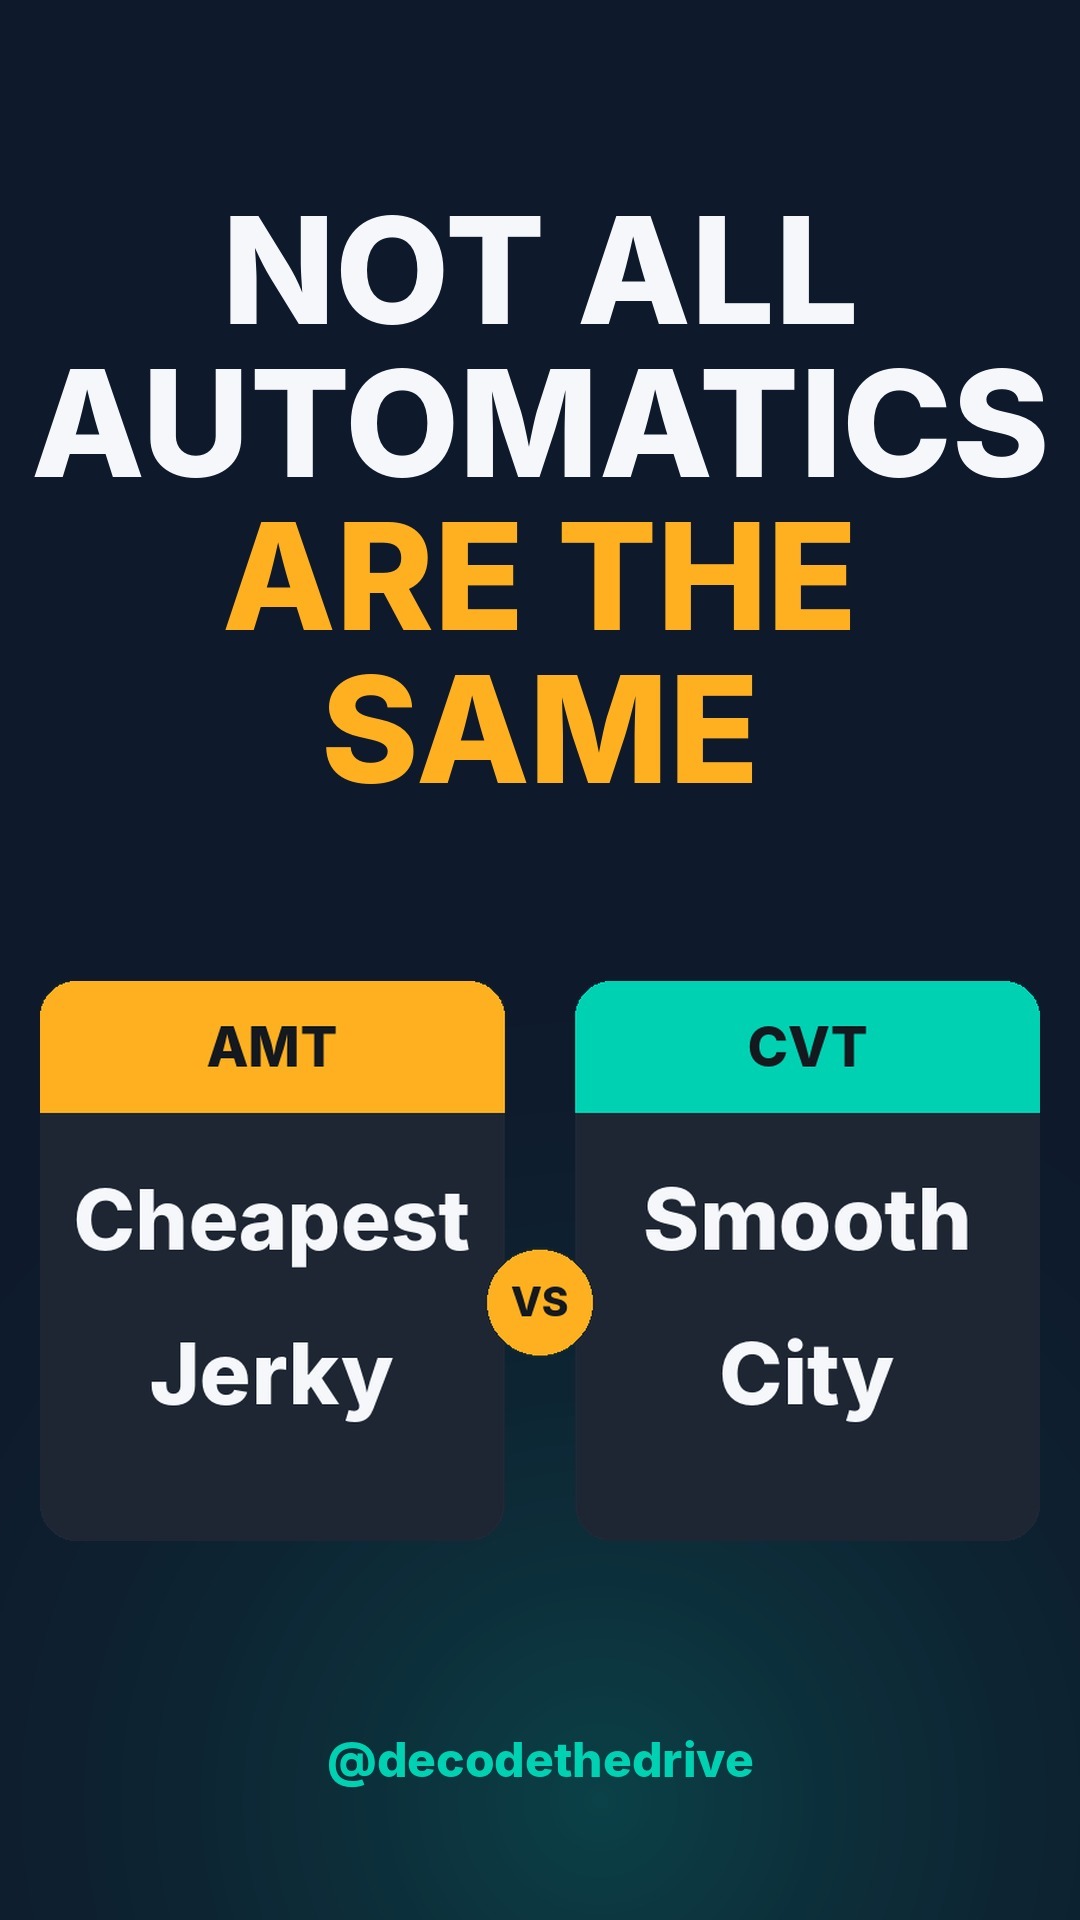 NOT ALL
AUTOMATICS
ARE THE
SAME
AMT
Cheapest
Jerky
VS
CVT
Smooth
City
@decodethedrive